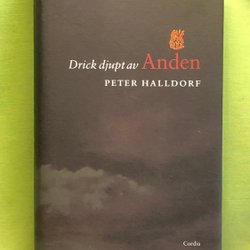 Drick djupt av Anden
PETER HALLDORF
Cordia